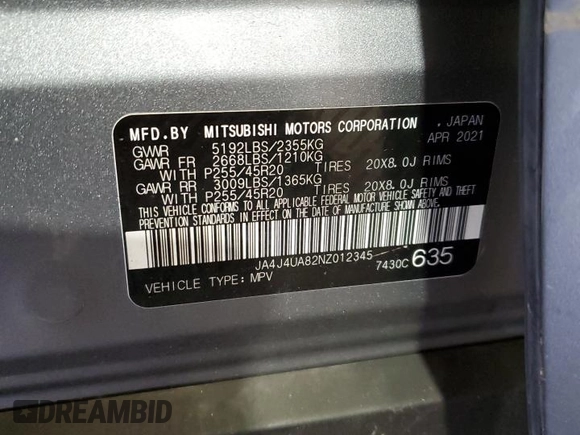 MFD.BY MITSUBISHI MOTORS CORPORATION, JAPAN
GVWR 5192LBS/2355KG APR 2021
GAWR FR 2668LBS/1210KG
WITH P255/45R20 TIRES 20X8.0J RIMS
GAWR RR 3009LBS/1365KG
WITH P255/45R20 TIRES 20X8.0J RIMS
THIS VEHICLE CONFORMS TO ALL APPLICABLE FEDERAL MOTOR VEHICLE SAFETY AND THEFT
PREVENTION STANDARDS IN EFFECT ON THE DATE OF MANUFACTURE SHOWN ABOVE.
JA4J4UA82NZ012345
7430C 635
VEHICLE TYPE: MPV
DREAMBID